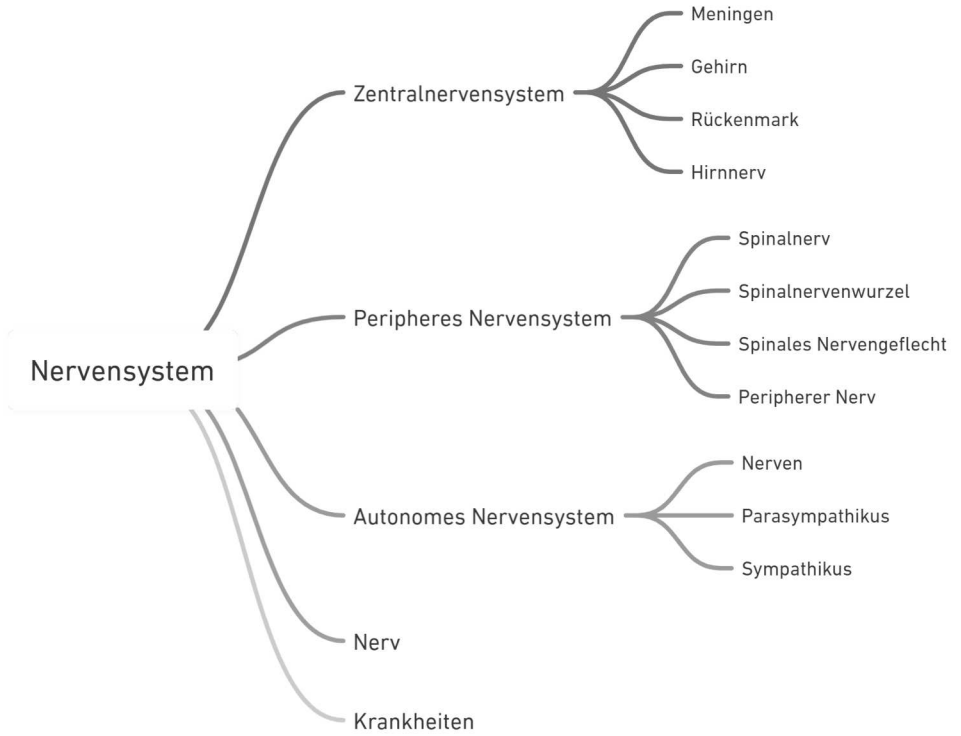 Nervensystem
Zentralnervensystem
Meningen
Gehirn
Rückenmark
Hirnnerv
Peripheres Nervensystem
Spinalnerv
Spinalnervenwurzel
Spinales Nervengeflecht
Peripherer Nerv
Autonomes Nervensystem
Nerven
Parasympathikus
Sympathikus
Nerv
Krankheiten